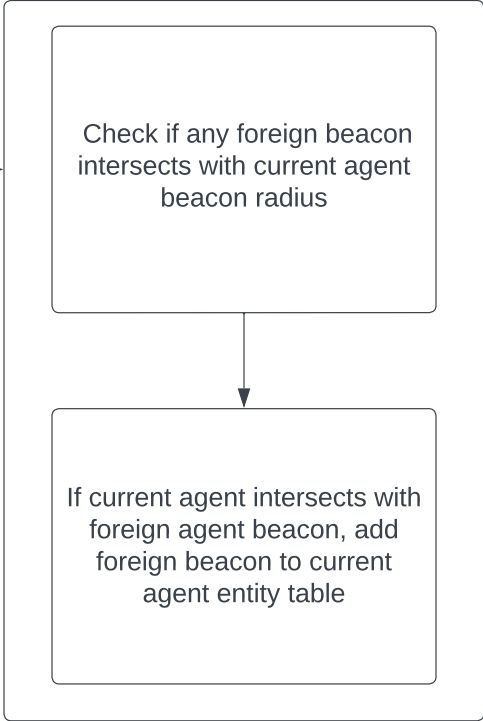 Check if any foreign beacon
intersects with current agent
beacon radius
If current agent intersects with
foreign agent beacon, add
foreign beacon to current
agent entity table